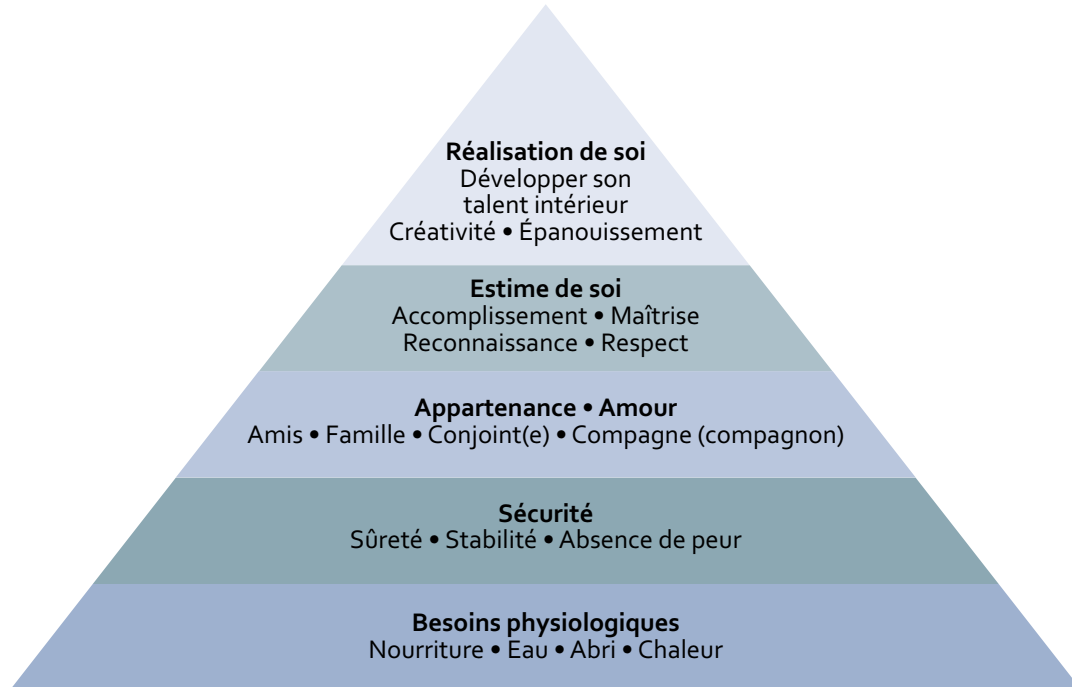 Réalisation de soi
Développer son
talent intérieur
Créativité • Épanouissement
Estime de soi
Accomplissement • Maîtrise
Reconnaissance • Respect
Appartenance • Amour
Amis • Famille • Conjoint(e) • Compagne (compagnon)
Sécurité
Sûreté • Stabilité • Absence de peur
Besoins physiologiques
Nourriture • Eau • Abri • Chaleur